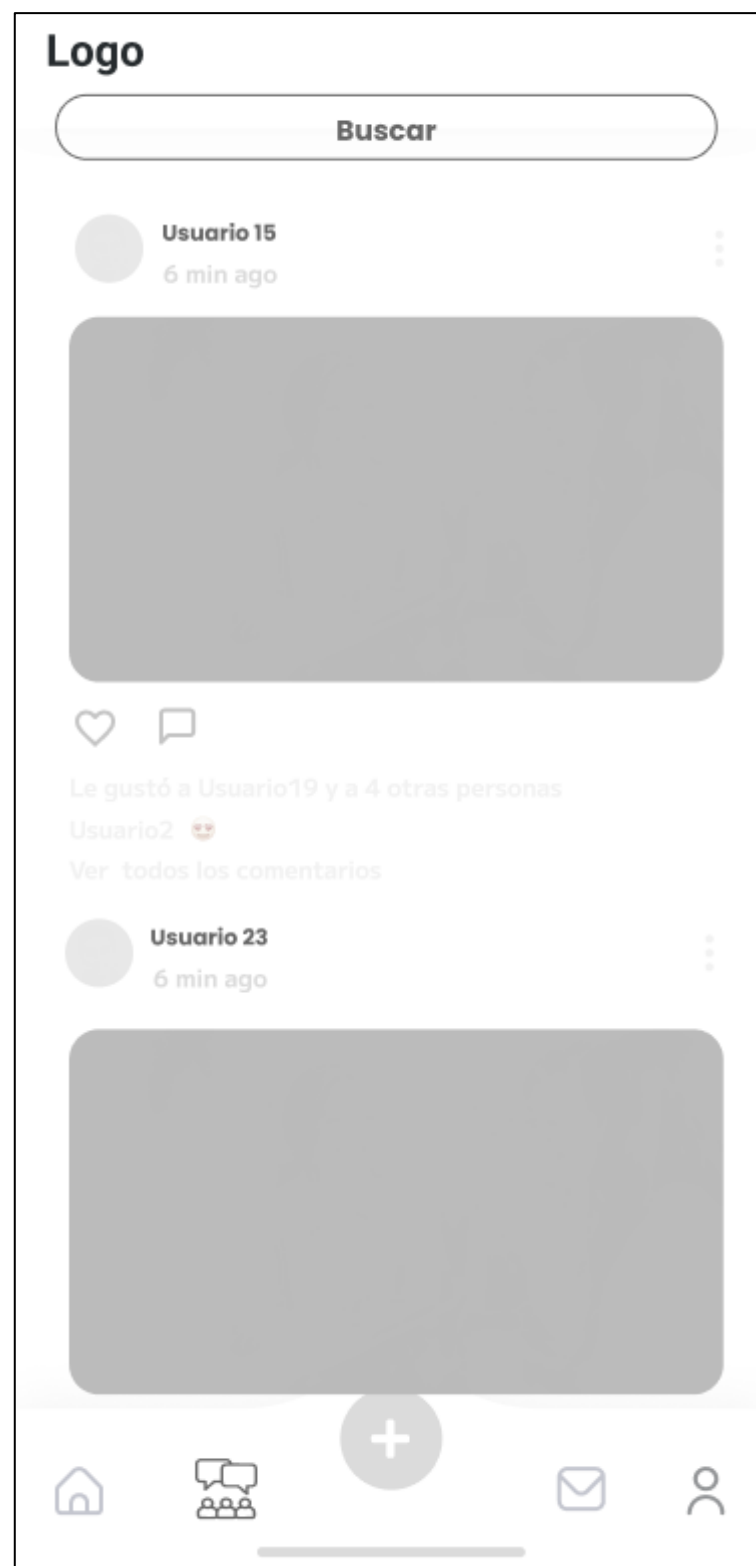 Logo
Buscar
Usuario 15
6 min ago
Le gustó a Usuario19 y a 4 otras personas
Usuario2 😍
Ver todos los comentarios
Usuario 23
6 min ago